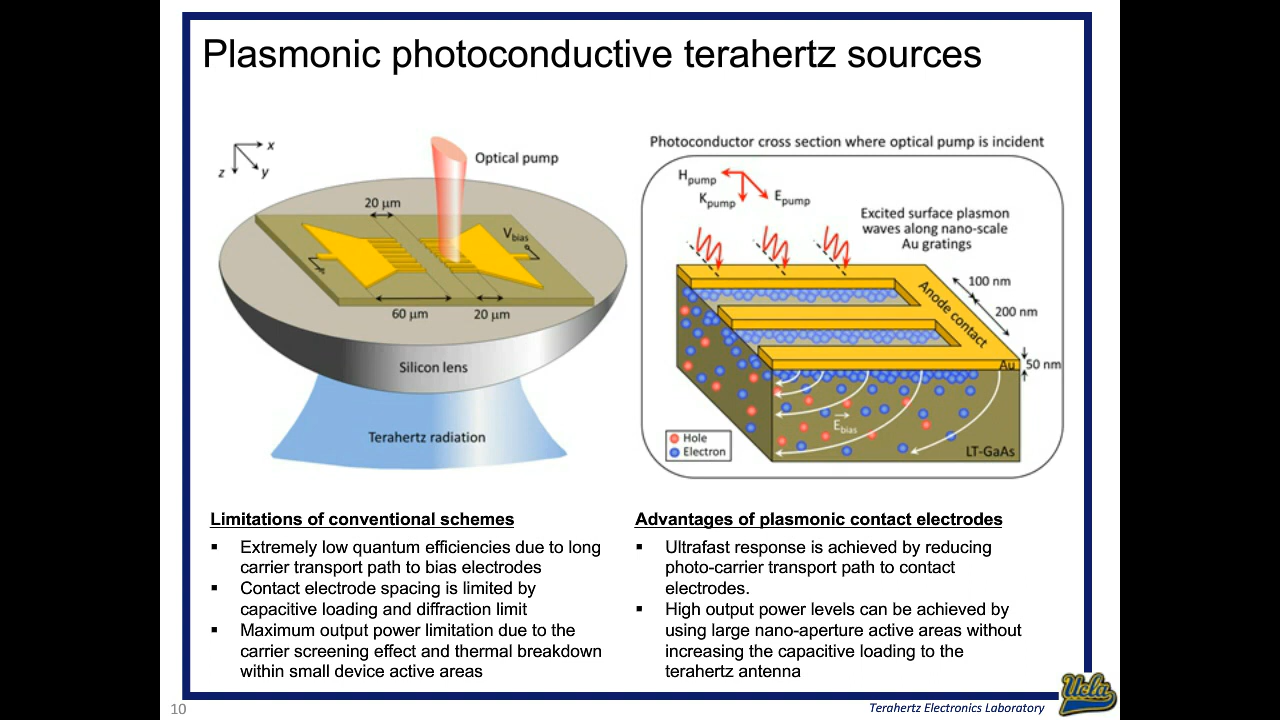 Plasmonic photoconductive terahertz sources
x
z
y
Optical pump
20 μm
V bias
60 μm
20 μm
Silicon lens
Terahertz radiation
Photoconductor cross section where optical pump is incident
H pump
K pump
E pump
Excited surface plasmon
waves along nano-scale
Au gratings
100 nm
200 nm
Anode contact
Au
50 nm
E bias
Hole
Electron
LT-GaAs
Limitations of conventional schemes
▪ Extremely low quantum efficiencies due to long
carrier transport path to bias electrodes
▪ Contact electrode spacing is limited by
capacitive loading and diffraction limit
▪ Maximum output power limitation due to the
carrier screening effect and thermal breakdown
within small device active areas
Advantages of plasmonic contact electrodes
▪ Ultrafast response is achieved by reducing
photo-carrier transport path to contact
electrodes.
▪ High output power levels can be achieved by
using large nano-aperture active areas without
increasing the capacitive loading to the
terahertz antenna
10
Terahertz Electronics Laboratory
Ucla